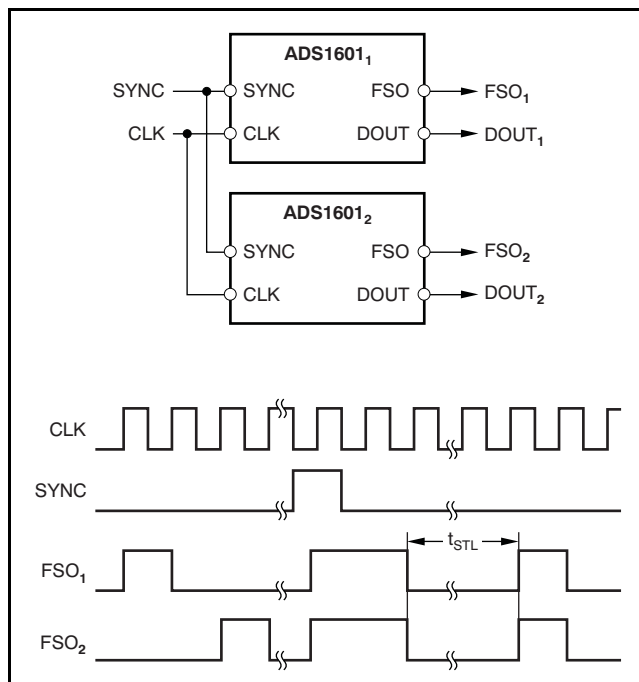 ADS1601₁
SYNC SYNC FSO FSO₁
CLK CLK DOUT DOUT₁
ADS1601₂
SYNC FSO FSO₂
CLK DOUT DOUT₂
CLK
SYNC
tSTL
FSO₁
FSO₂